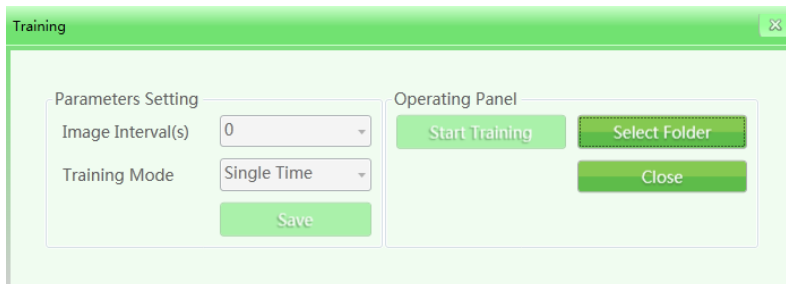 Training
Parameters Setting
Image Interval(s) 0
Training Mode Single Time
Save
Operating Panel
Start Training Select Folder
Close